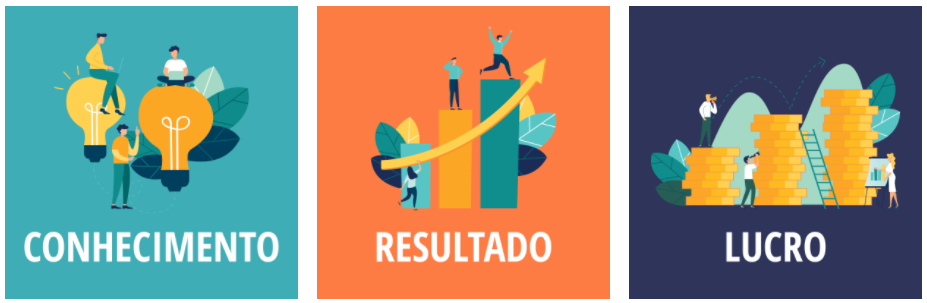 CONHECIMENTO
RESULTADO
LUCRO